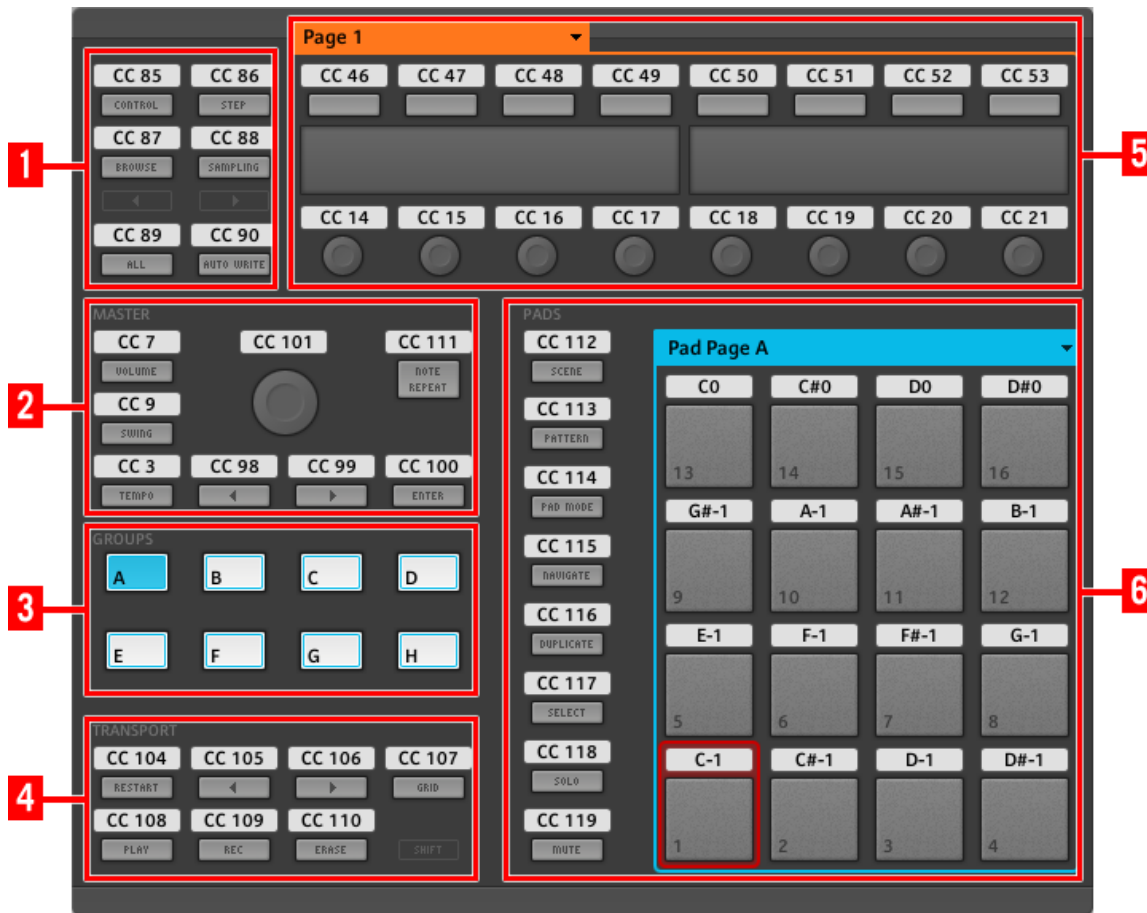 Page 1
CC 85 CC 86
CONTROL STEP
CC 87 CC 88
BROWSE SAMPLING
CC 89 CC 90
ALL AUTO WRITE
1
CC 46 CC 47 CC 48 CC 49 CC 50 CC 51 CC 52 CC 53
CC 14 CC 15 CC 16 CC 17 CC 18 CC 19 CC 20 CC 21
5
MASTER
CC 7 CC 101 CC 111
VOLUME NOTE
REPEAT
CC 9
SWING
CC 3 CC 98 CC 99 CC 100
TEMPO ENTER
2
GROUPS
A B C D
E F G H
3
TRANSPORT
CC 104 CC 105 CC 106 CC 107
RESTART GRID
CC 108 CC 109 CC 110
PLAY REC ERASE SHIFT
4
PADS
CC 112
SCENE
CC 113
PATTERN
CC 114
PAD MODE
CC 115
NAVIGATE
CC 116
DUPLICATE
CC 117
SELECT
CC 118
SOLO
CC 119
MUTE
Pad Page A
C0 C#0 D0 D#0
13 14 15 16
G#-1 A-1 A#-1 B-1
9 10 11 12
E-1 F-1 F#-1 G-1
5 6 7 8
C-1 C#-1 D-1 D#-1
1 2 3 4
6